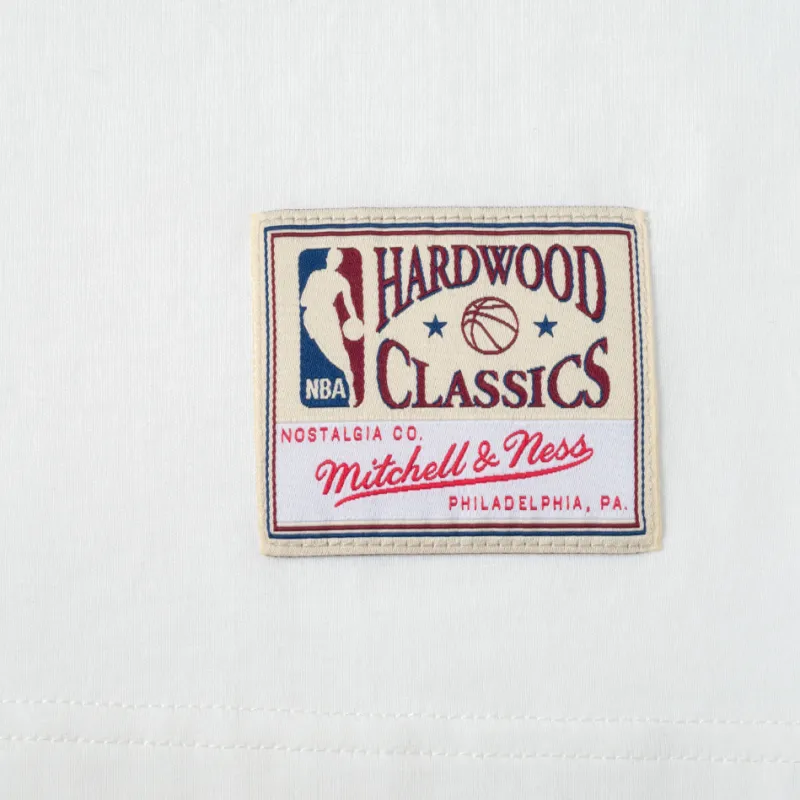 NBA
HARDWOOD
CLASSICS
NOSTALGIA CO.
Mitchell & Ness
PHILADELPHIA, PA.